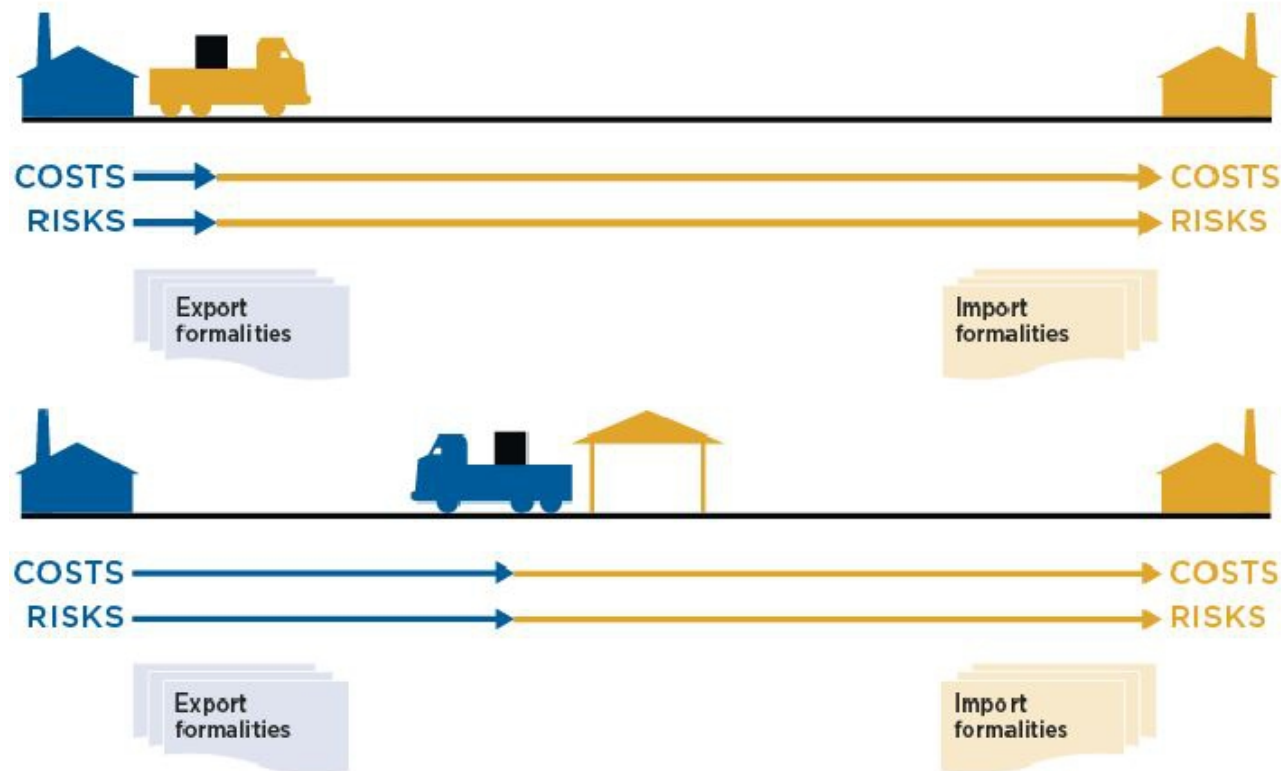 COSTS COSTS
RISKS RISKS
Export
formalities
Import
formalities
COSTS COSTS
RISKS RISKS
Export
formalities
Import
formalities